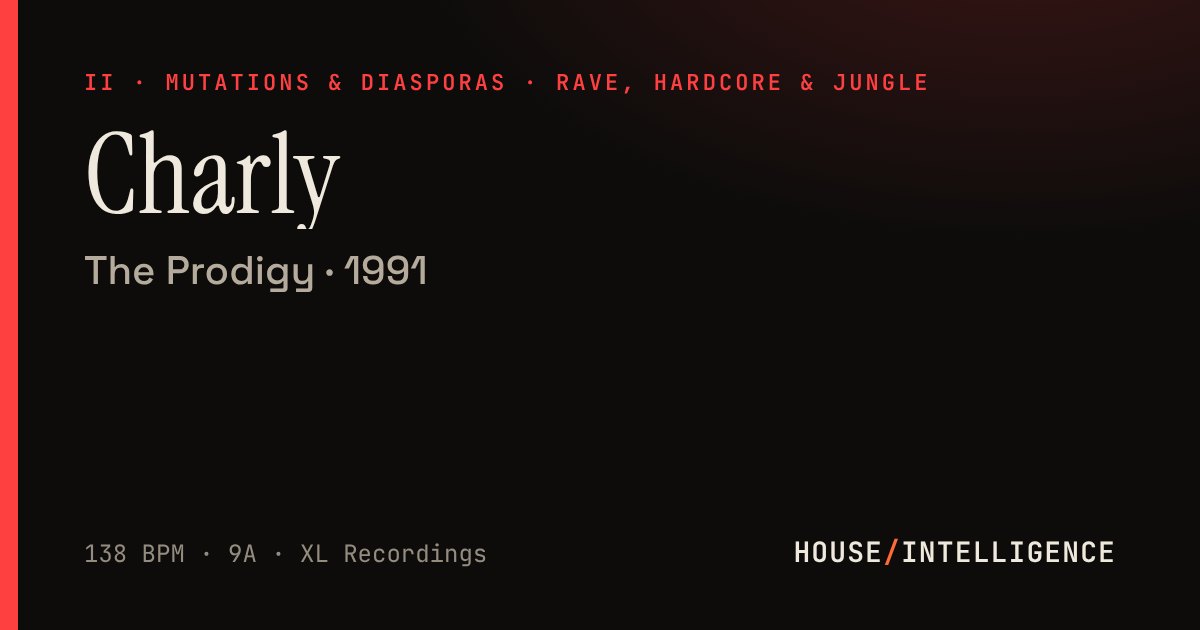 II · MUTATIONS & DIASPORAS · RAVE, HARDCORE & JUNGLE
Charly
The Prodigy · 1991
138 BPM · 9A · XL Recordings
HOUSE/INTELLIGENCE